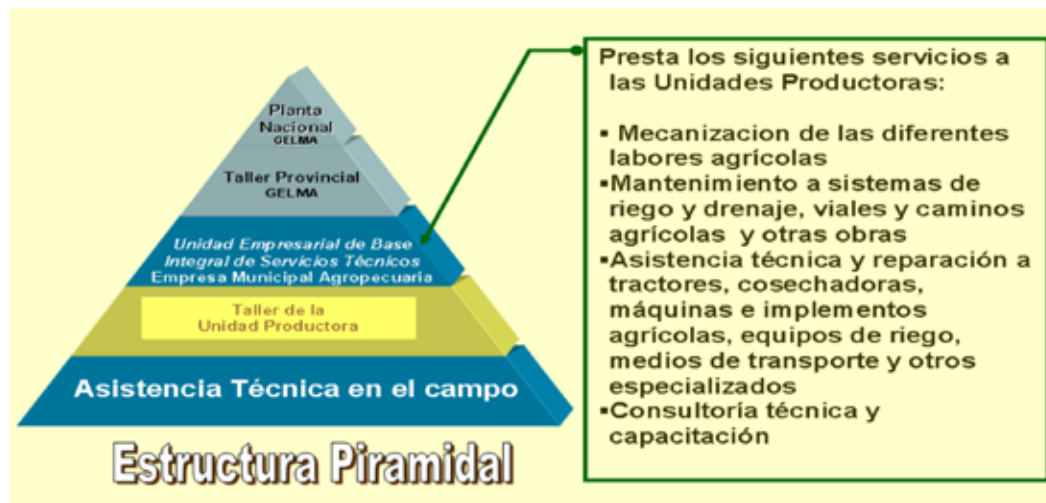 Planta
Nacional
GELMA
Taller Provincial
GELMA
Unidad Empresarial de Base
Integral de Servicios Técnicos
Empresa Municipal Agropecuaria
Taller de la
Unidad Productora
Asistencia Técnica en el campo
Estructura Piramidal
Presta los siguientes servicios a
las Unidades Productoras:
▪ Mecanizacion de las diferentes
labores agrícolas
▪Mantenimiento a sistemas de
riego y drenaje, viales y caminos
agrícolas y otras obras
▪Asistencia técnica y reparación a
tractores, cosechadoras,
máquinas e implementos
agrícolas, equipos de riego,
medios de transporte y otros
especializados
▪Consultoría técnica y
capacitación